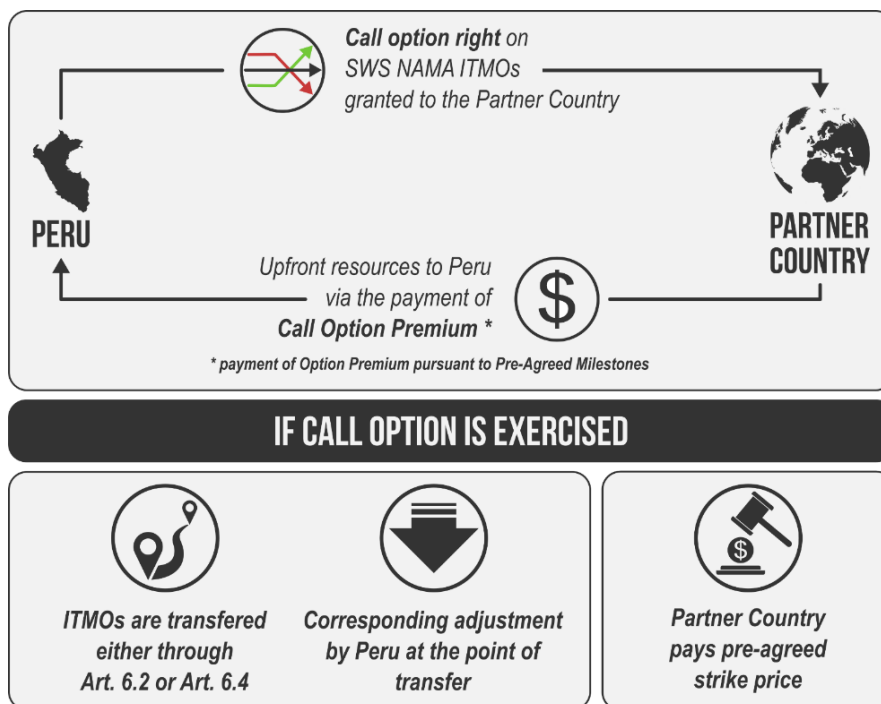 Call option right on
SWS NAMA ITMOs
granted to the Partner Country
PERU
PARTNER
COUNTRY
Upfront resources to Peru
via the payment of
Call Option Premium *
$
* payment of Option Premium pursuant to Pre-Agreed Milestones
IF CALL OPTION IS EXERCISED
ITMOs are transfered
either through
Art. 6.2 or Art. 6.4
Corresponding adjustment
by Peru at the point of
transfer
$
Partner Country
pays pre-agreed
strike price